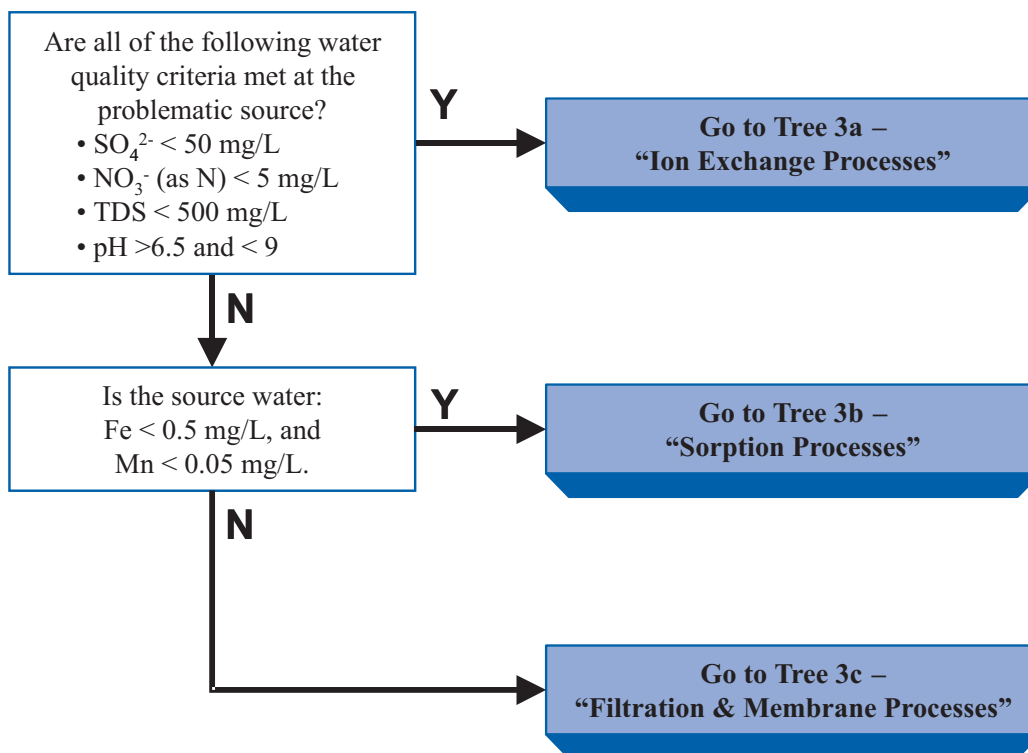 Are all of the following water
quality criteria met at the
problematic source?
• SO₄²⁻ < 50 mg/L
• NO₃⁻ (as N) < 5 mg/L
• TDS < 500 mg/L
• pH >6.5 and < 9
Y
Go to Tree 3a –
“Ion Exchange Processes”
N
Is the source water:
Fe < 0.5 mg/L, and
Mn < 0.05 mg/L.
Y
Go to Tree 3b –
“Sorption Processes”
N
Go to Tree 3c –
“Filtration & Membrane Processes”